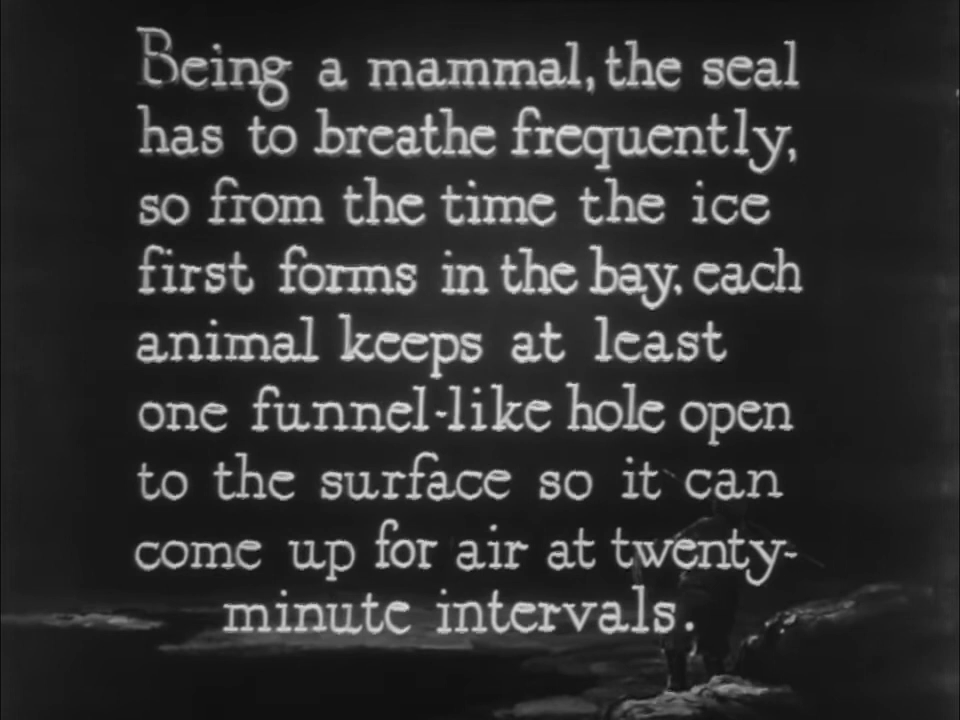 Being a mammal, the seal
has to breathe frequently,
so from the time the ice
first forms in the bay, each
animal keeps at least
one funnel-like hole open
to the surface so it can
come up for air at twenty-
minute intervals.